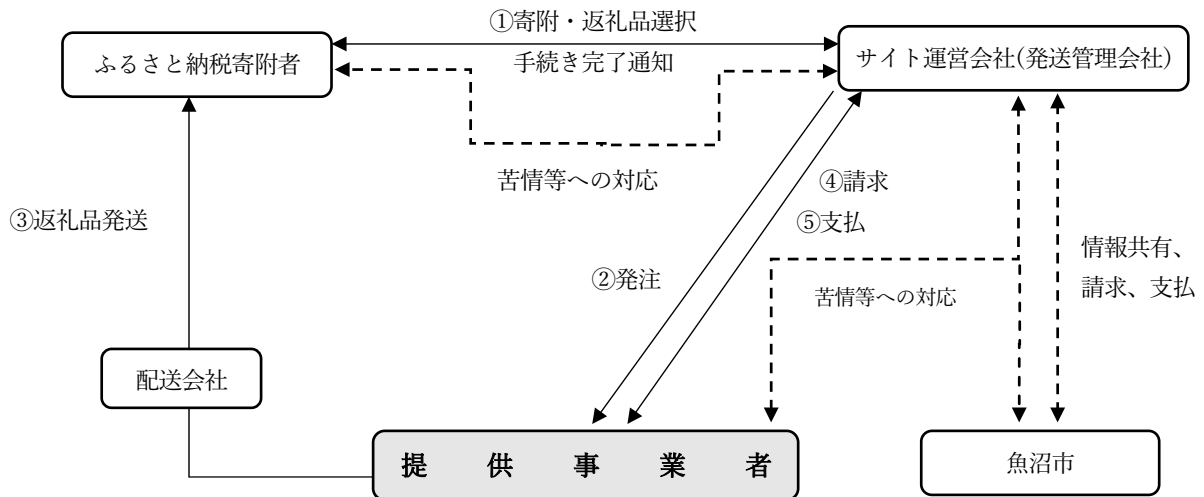 ①寄附・返礼品選択
ふるさと納税寄附者
手続き完了通知
サイト運営会社(発送管理会社)
苦情等への対応
④請求
③返礼品発送
⑤支払
情報共有、
請求、支払
②発注
苦情等への対応
配送会社
提供事業者
魚沼市